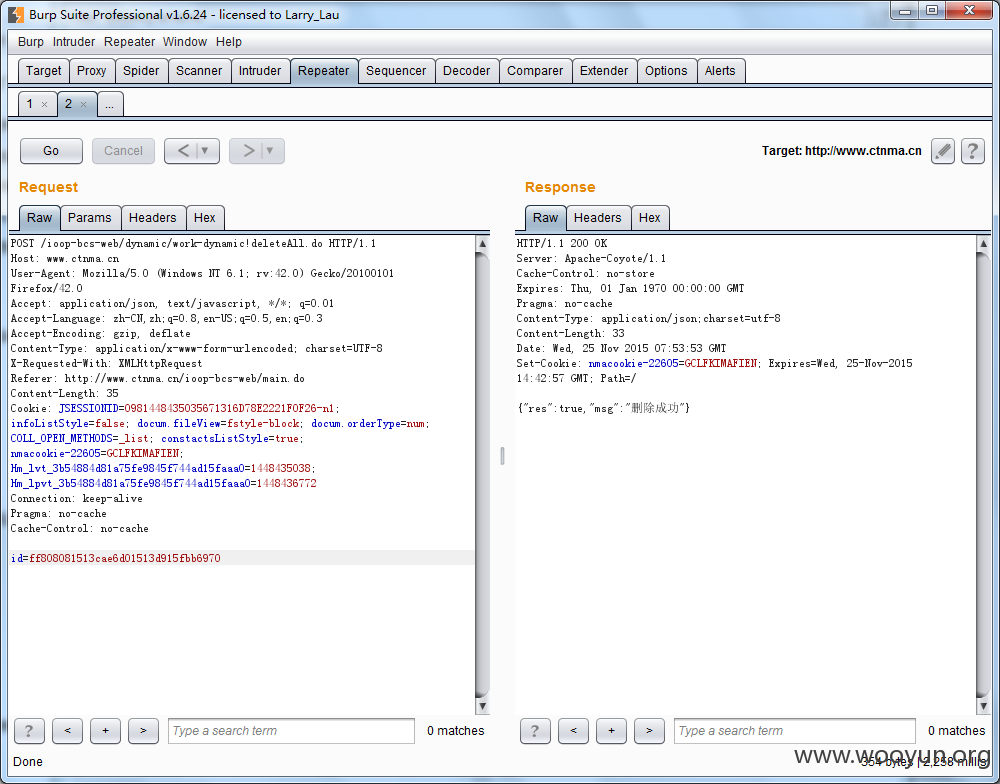 Burp Suite Professional v1.6.24 - licensed to Larry_Lau
Burp Intruder Repeater Window Help
Target Proxy Spider Scanner Intruder Repeater Sequencer Decoder Comparer Extender Options Alerts
1 × 2 × ...
Go Cancel < > Target: http://www.ctnma.cn ?
Request
Raw Params Headers Hex
POST /ioop-bcs-web/dynamic/work-dynamic!deleteAll.do HTTP/1.1
Host: www.ctnma.cn
User-Agent: Mozilla/5.0 (Windows NT 6.1; rv:42.0) Gecko/20100101
Firefox/42.0
Accept: application/json, text/javascript, */*; q=0.01
Accept-Language: zh-CN,zh;q=0.8,en-US;q=0.5,en;q=0.3
Accept-Encoding: gzip, deflate
Content-Type: application/x-www-form-urlencoded; charset=UTF-8
X-Requested-With: XMLHttpRequest
Referer: http://www.ctnma.cn/ioop-bcs-web/main.do
Content-Length: 35
Cookie: JSESSIONID=0981448435035671316D78E2221F0F26-n1;
infoListStyle=false; docum.fileView=fstyle-block; docum.orderType=num;
COLL_OPEN_METHODS=_list; constactsListStyle=true;
nmacookie-22605=GCLFKIMAFIEN;
Hm_lvt_3b54884d81a75fe9845f744ad15faaa0=1448435038;
Hm_lpvt_3b54884d81a75fe9845f744ad15faaa0=1448436772
Connection: keep-alive
Pragma: no-cache
Cache-Control: no-cache
id=ff808081513cae6d01513d915fbb6970
? < + > Type a search term 0 matches
Response
Raw Headers Hex
HTTP/1.1 200 OK
Server: Apache-Coyote/1.1
Cache-Control: no-store
Expires: Thu, 01 Jan 1970 00:00:00 GMT
Pragma: no-cache
Content-Type: application/json;charset=utf-8
Content-Length: 33
Date: Wed, 25 Nov 2015 07:53:53 GMT
Set-Cookie: nmacookie-22605=GCLFKIMAFIEN; Expires=Wed, 25-Nov-2015
14:42:57 GMT; Path=/
{"res":true,"msg":"删除成功"}
? < + > Type a search term 0 matches
Done
354 bytes | 2,258 millis
www.wooyun.org